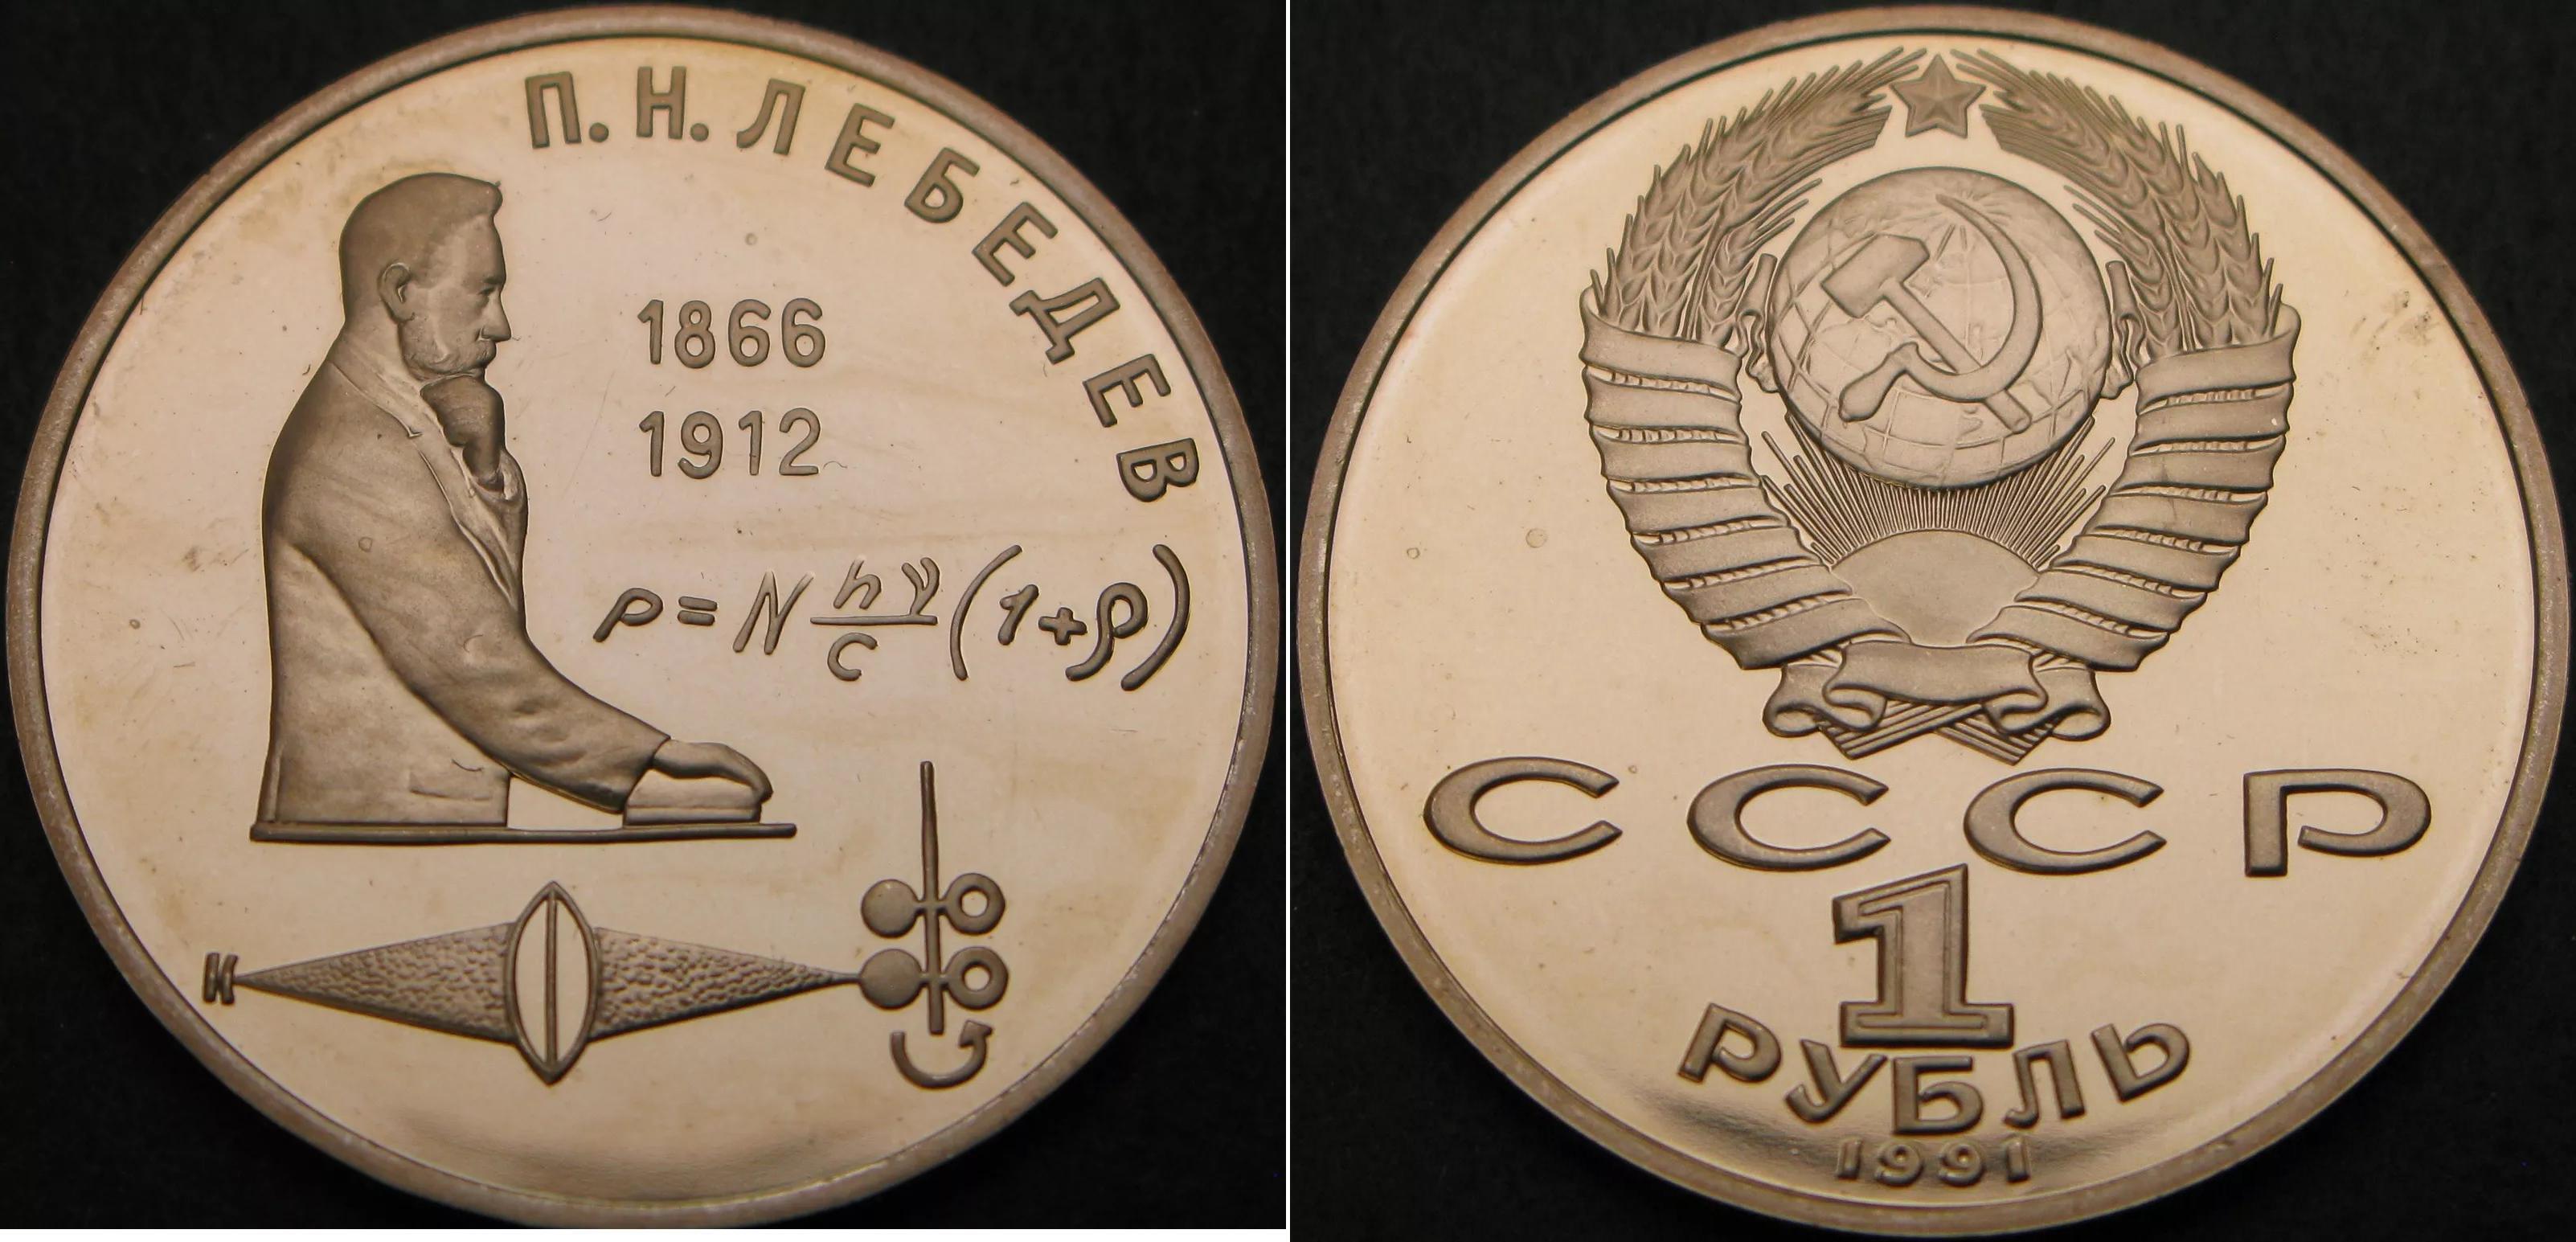 П. Н. ЛЕБЕДЕВ
1866
1912
p = N hν/c (1+ρ)
К
СССР
1
РУБЛЬ
1991